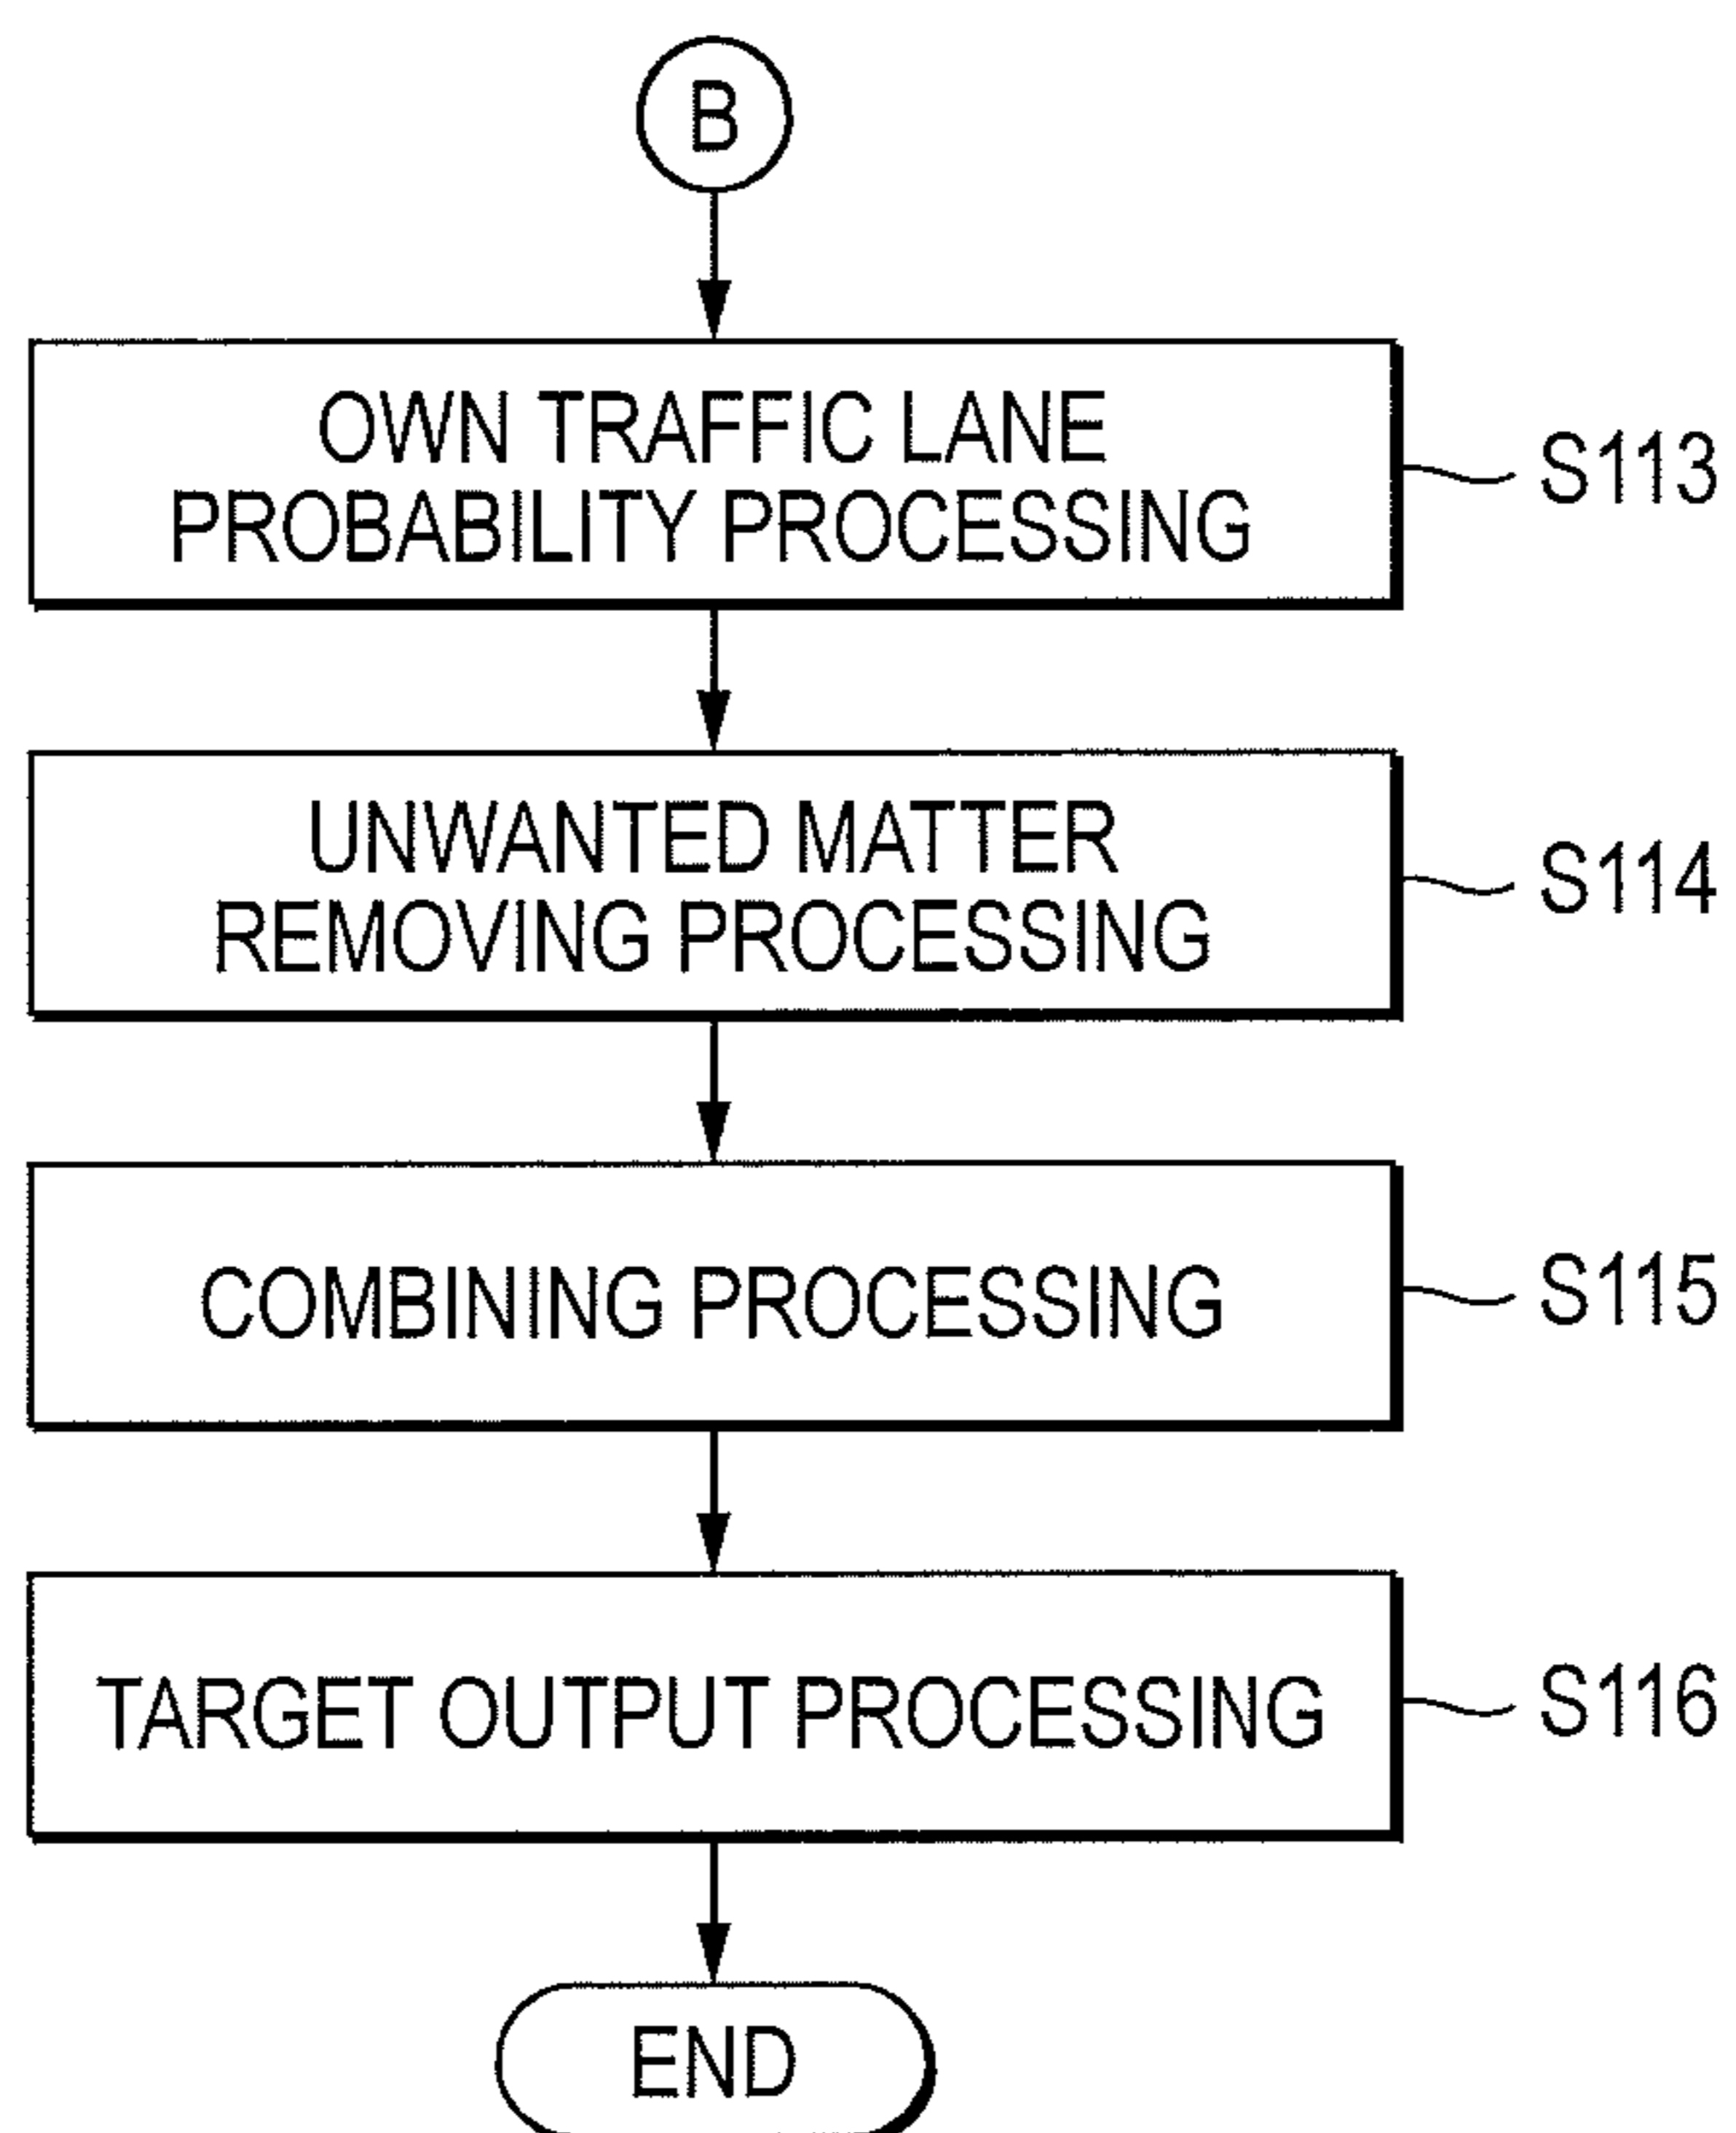 B
OWN TRAFFIC LANE
PROBABILITY PROCESSING
S113
UNWANTED MATTER
REMOVING PROCESSING
S114
COMBINING PROCESSING
S115
TARGET OUTPUT PROCESSING
S116
END